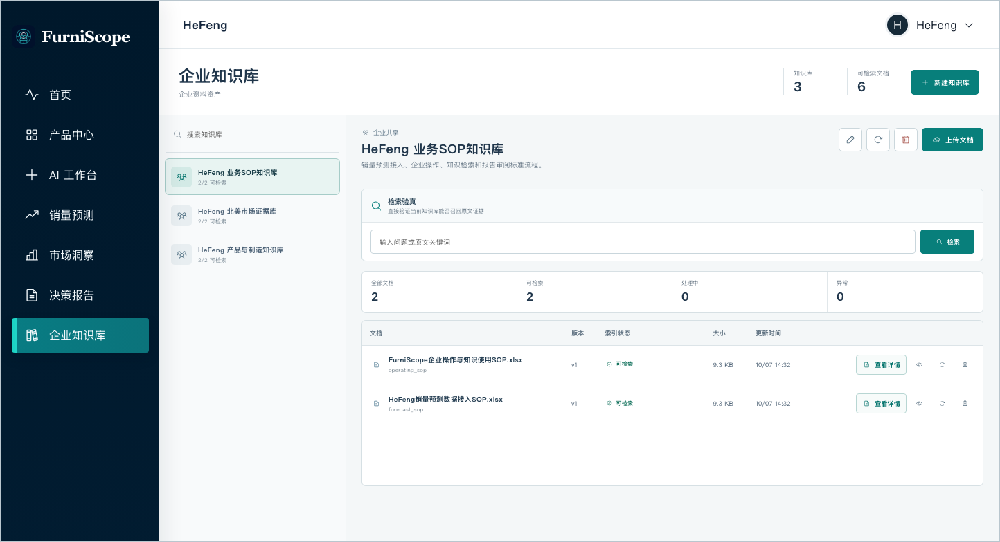 FurniScope
首页
产品中心
AI 工作台
销量预测
市场洞察
决策报告
企业知识库
HeFeng
H HeFeng
企业知识库
企业资料资产
知识库
3
可检索文档
6
新建知识库
搜索知识库
HeFeng 业务SOP知识库
2/2 可检索
HeFeng 北美市场证据库
2/2 可检索
HeFeng 产品与制造知识库
2/2 可检索
企业共享
HeFeng 业务SOP知识库
销量预测接入、企业操作、知识检索和报告审阅标准流程。
上传文档
检索验真
直接验证当前知识库能否召回原文证据
输入问题或原文关键词
检索
全部文档
2
可检索
2
处理中
0
异常
0
文档 版本 索引状态 大小 更新时间
FurniScope企业操作与知识使用SOP.xlsx
operating_sop
v1 可检索 9.3 KB 10/07 14:32 查看详情
HeFeng销量预测数据接入SOP.xlsx
forecast_sop
v1 可检索 9.3 KB 10/07 14:32 查看详情